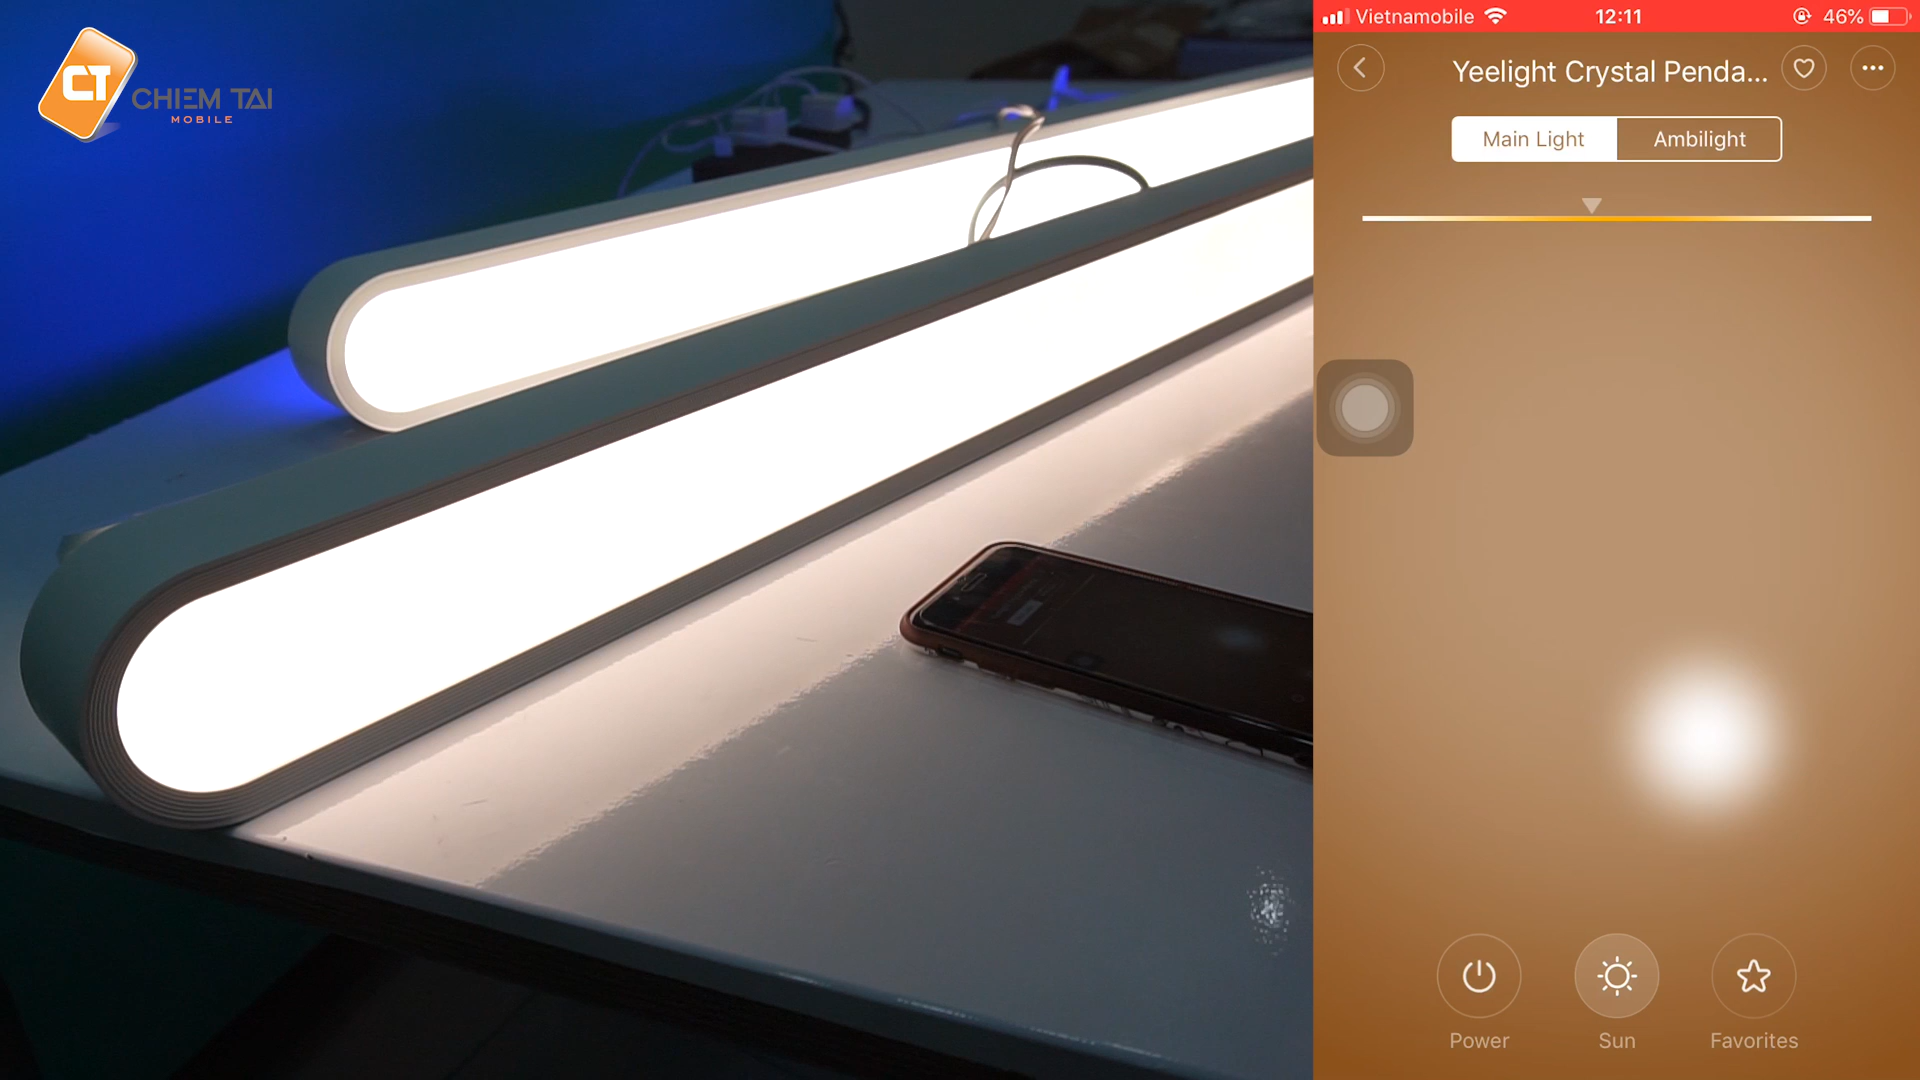 CT
CHIEM TAI
MOBILE
Vietnamobile
12:11
46%
Yeelight Crystal Penda...
Main Light
Ambilight
Power
Sun
Favorites